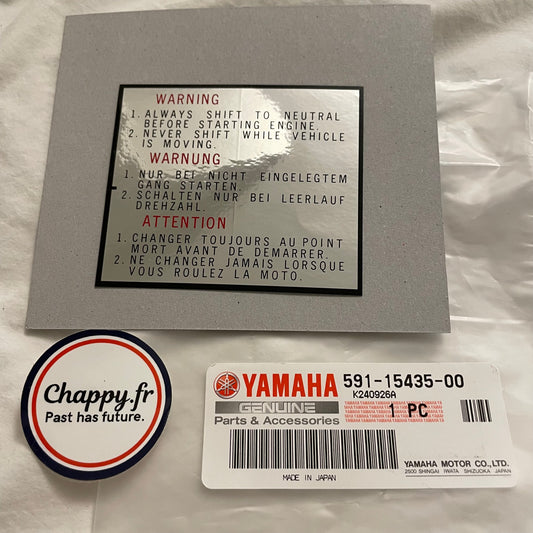 WARNING
1. ALWAYS SHIFT TO NEUTRAL
BEFORE STARTING ENGINE.
2. NEVER SHIFT WHILE VEHICLE
IS MOVING.
WARNUNG
1. NUR BEI NICHT EINGELEGTEM
GANG STARTEN.
2. SCHALTEN NUR BEI LEERLAUF
DREHZAHL.
ATTENTION
1. CHANGER TOUJOURS AU POINT
MORT AVANT DE DEMARRER.
2. NE CHANGER JAMAIS LORSQUE
VOUS ROULEZ LA MOTO.
Chappy.fr
Past has future.
YAMAHA 591-15435-00
K240926A
GENUINE
Parts & Accessories
1 PC
MADE IN JAPAN
YAMAHA MOTOR CO., LTD.
2500 SHINGAI IWATA SHIZUOKA JAPAN